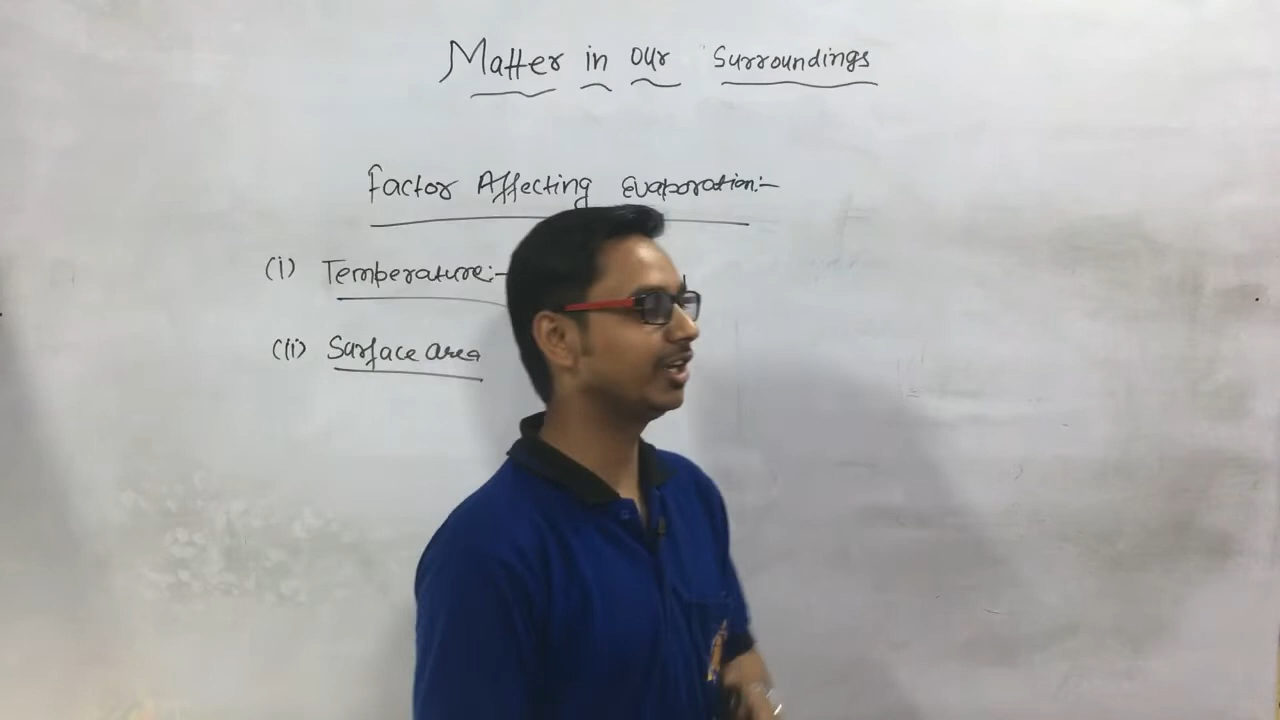 Matter in our Surroundings
Factor Affecting Evaporation:-
(i) Temperature:-
(ii) Surface area